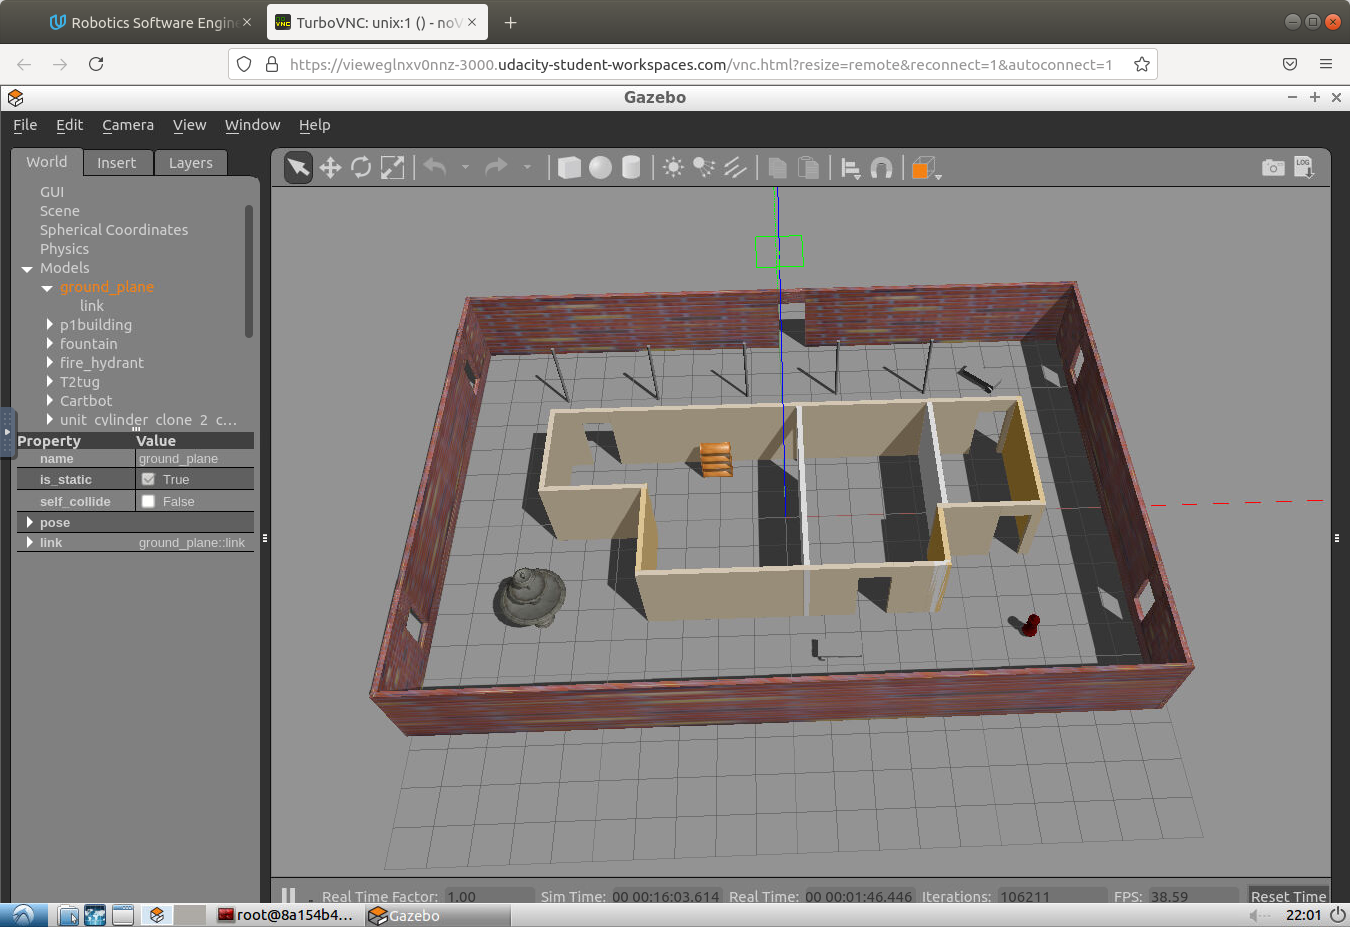 Robotics Software Engin
TurboVNC: unix:1 () - noV
https://vieweglnxv0nnz-3000.udacity-student-workspaces.com/vnc.html?resize=remote&reconnect=1&autoconnect=1
Gazebo
File Edit Camera View Window Help
World Insert Layers
GUI
Scene
Spherical Coordinates
Physics
Models
ground_plane
link
p1building
fountain
fire_hydrant
T2tug
Cartbot
unit_cylinder_clone_2_c...
Property Value
name ground_plane
is_static True
self_collide False
pose
link ground_plane::link
LOG
Real Time Factor: 1.00 Sim Time: 00 00:16:03.614 Real Time: 00 00:01:46.446 Iterations: 106211 FPS: 38.59 Reset Time
root@8a154b4... Gazebo 22:01